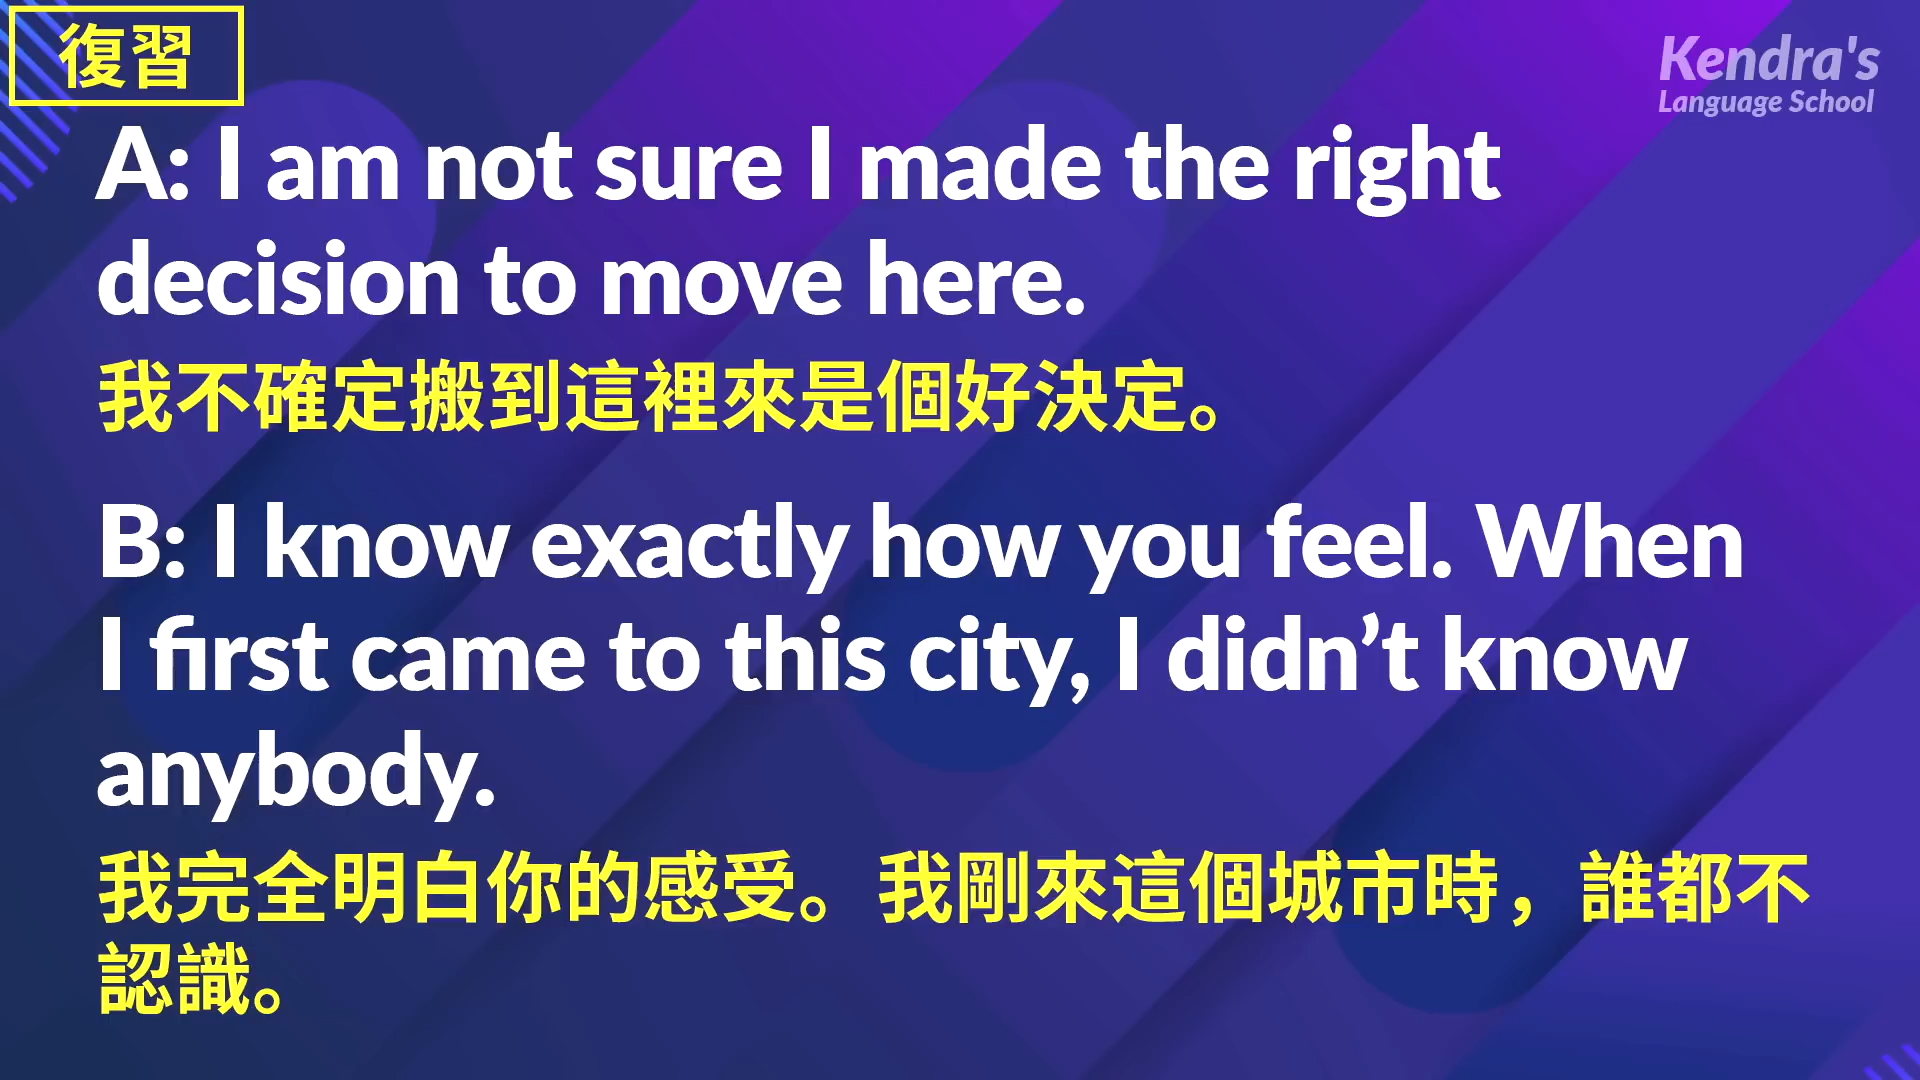 復習
Kendra's
Language School
A: I am not sure I made the right
decision to move here.
我不確定搬到這裡來是個好決定。
B: I know exactly how you feel. When
I first came to this city, I didn’t know
anybody.
我完全明白你的感受。我剛來這個城市時，誰都不
認識。